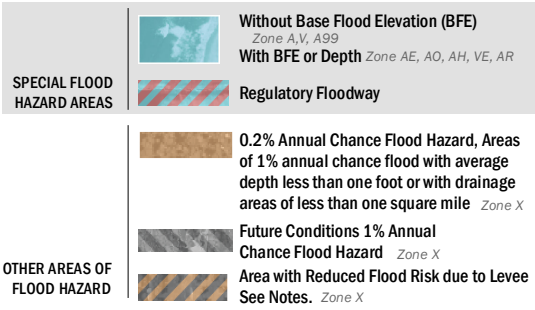 SPECIAL FLOOD
HAZARD AREAS
Without Base Flood Elevation (BFE)
Zone A,V, A99
With BFE or Depth Zone AE, AO, AH, VE, AR
Regulatory Floodway
OTHER AREAS OF
FLOOD HAZARD
0.2% Annual Chance Flood Hazard, Areas
of 1% annual chance flood with average
depth less than one foot or with drainage
areas of less than one square mile Zone X
Future Conditions 1% Annual
Chance Flood Hazard Zone X
Area with Reduced Flood Risk due to Levee
See Notes. Zone X